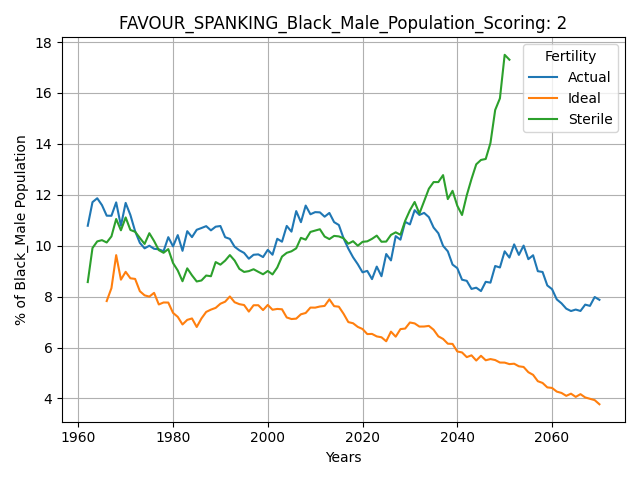 FAVOUR_SPANKING_Black_Male_Population_Scoring: 2
Fertility
Actual
Ideal
Sterile
% of Black_Male Population
18
16
14
12
10
8
6
4
1960 1980 2000 2020 2040 2060
Years